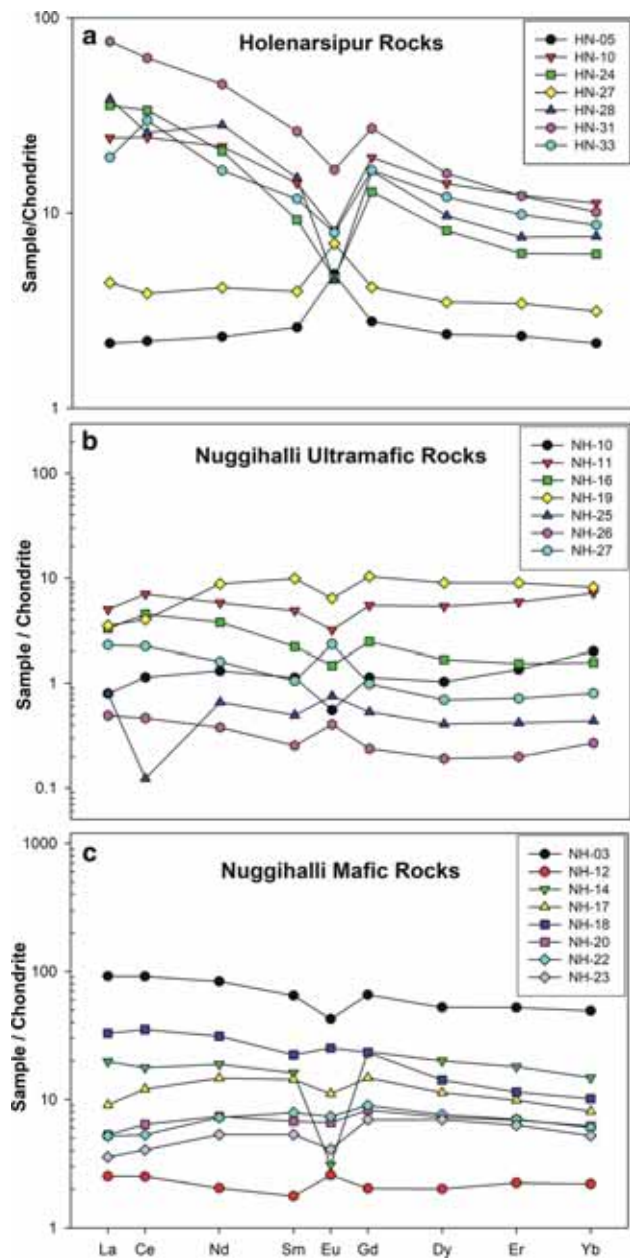 a
Holenarsipur Rocks
HN-05
HN-10
HN-24
HN-27
HN-28
HN-31
HN-33
Sample/Chondrite
100
10
1
b
Nuggihalli Ultramafic Rocks
NH-10
NH-11
NH-16
NH-19
NH-25
NH-26
NH-27
Sample / Chondrite
100
10
1
0.1
c
Nuggihalli Mafic Rocks
NH-03
NH-12
NH-14
NH-17
NH-18
NH-20
NH-22
NH-23
Sample / Chondrite
1000
100
10
1
La Ce Nd Sm Eu Gd Dy Er Yb